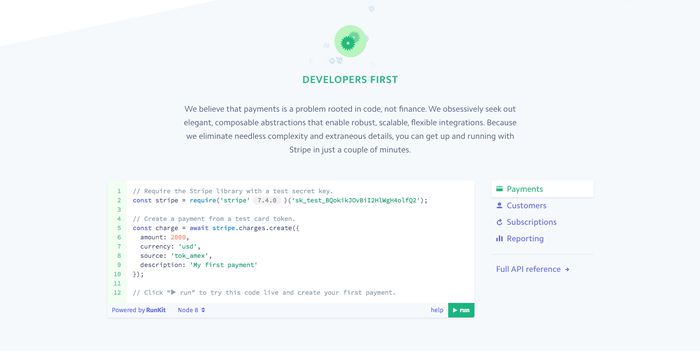 DEVELOPERS FIRST
We believe that payments is a problem rooted in code, not finance. We obsessively seek out
elegant, composable abstractions that enable robust, scalable, flexible integrations. Because
we eliminate needless complexity and extraneous details, you can get up and running with
Stripe in just a couple of minutes.
1 // Require the Stripe library with a test secret key.
2 const stripe = require('stripe' 7.4.0 )('sk_test_BQokikJOvBiI2HlWgH4olfQ2');
3
4 // Create a payment from a test card token.
5 const charge = await stripe.charges.create({
6 amount: 2000,
7 currency: 'usd',
8 source: 'tok_amex',
9 description: 'My first payment'
10 });
11
12 // Click "▶ run" to try this code live and create your first payment.
Powered by RunKit Node 8 help ▶ run
Payments
Customers
Subscriptions
Reporting
Full API reference →